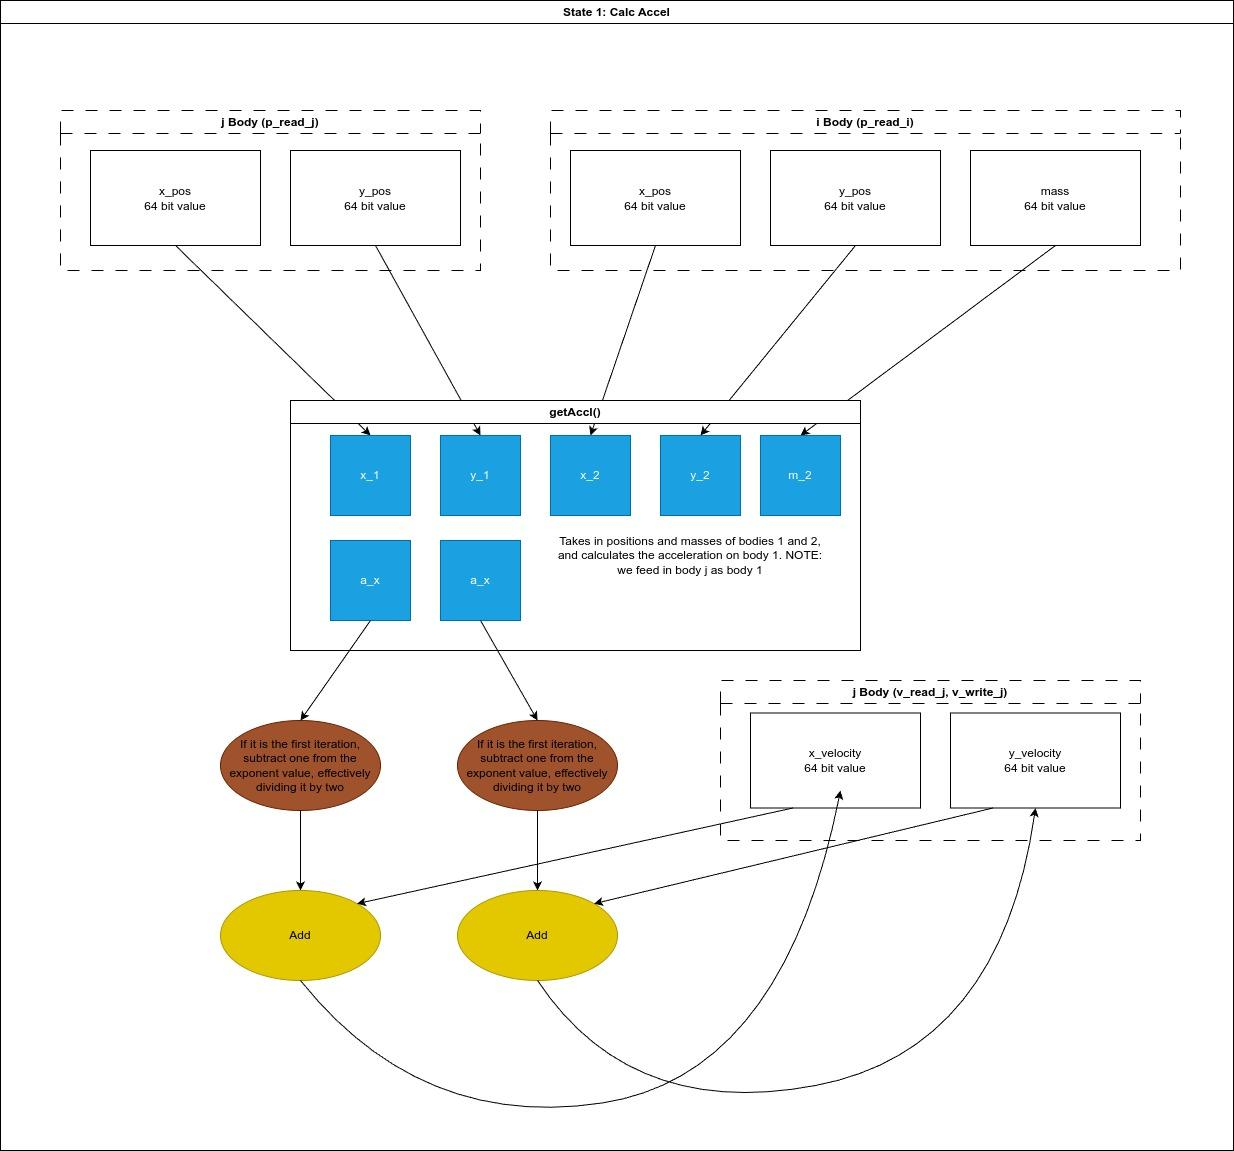 State 1: Calc Accel
j Body (p_read_j)
x_pos
64 bit value
y_pos
64 bit value
i Body (p_read_i)
x_pos
64 bit value
y_pos
64 bit value
mass
64 bit value
getAccl()
x_1
y_1
x_2
y_2
m_2
a_x
a_x
Takes in positions and masses of bodies 1 and 2,
and calculates the acceleration on body 1. NOTE:
we feed in body j as body 1
j Body (v_read_j, v_write_j)
x_velocity
64 bit value
y_velocity
64 bit value
If it is the first iteration,
subtract one from the
exponent value, effectively
dividing it by two
If it is the first iteration,
subtract one from the
exponent value, effectively
dividing it by two
Add
Add